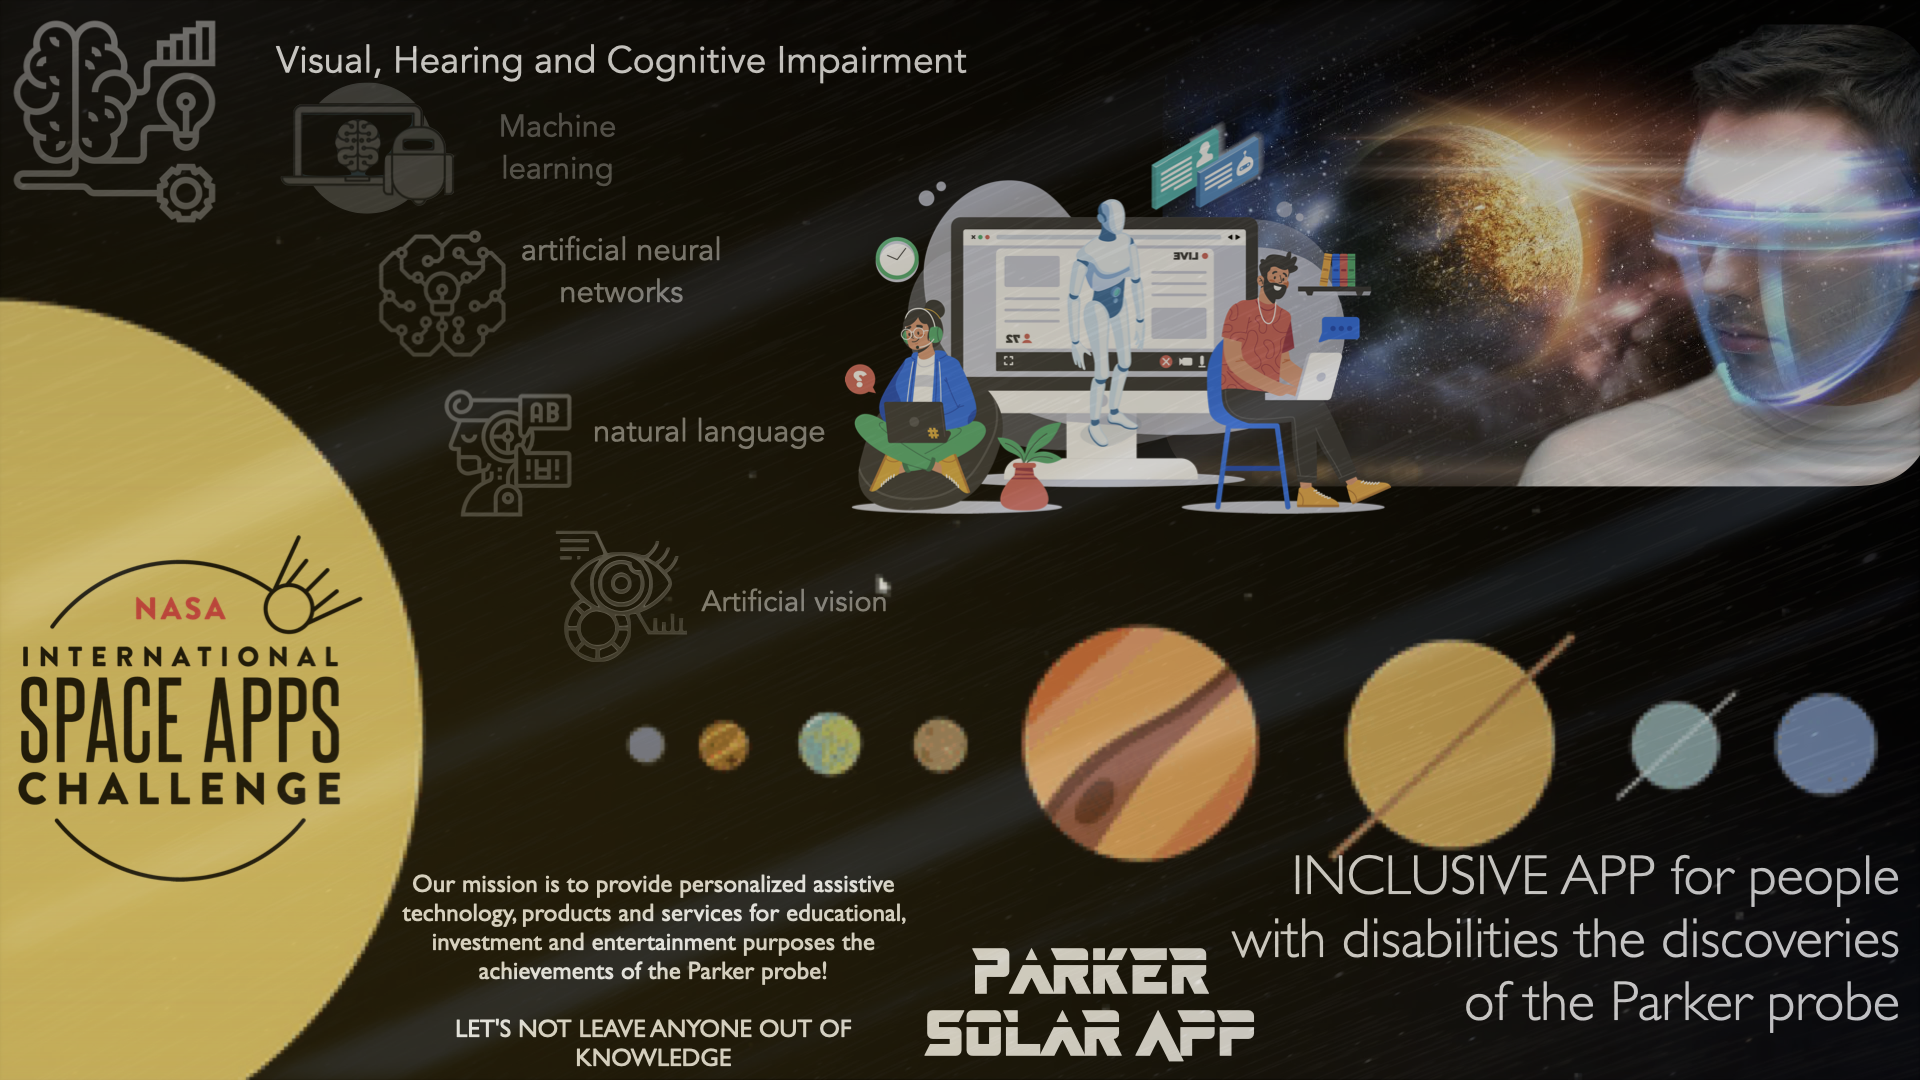 Visual, Hearing and Cognitive Impairment
Machine
learning
artificial neural
networks
natural language
AB
Artificial vision
LIVE
72
?
NASA
INTERNATIONAL
SPACE APPS
CHALLENGE
Our mission is to provide personalized assistive
technology, products and services for educational,
investment and entertainment purposes the
achievements of the Parker probe!
LET'S NOT LEAVE ANYONE OUT OF
KNOWLEDGE
PARKER
SOLAR APP
INCLUSIVE APP for people
with disabilities the discoveries
of the Parker probe